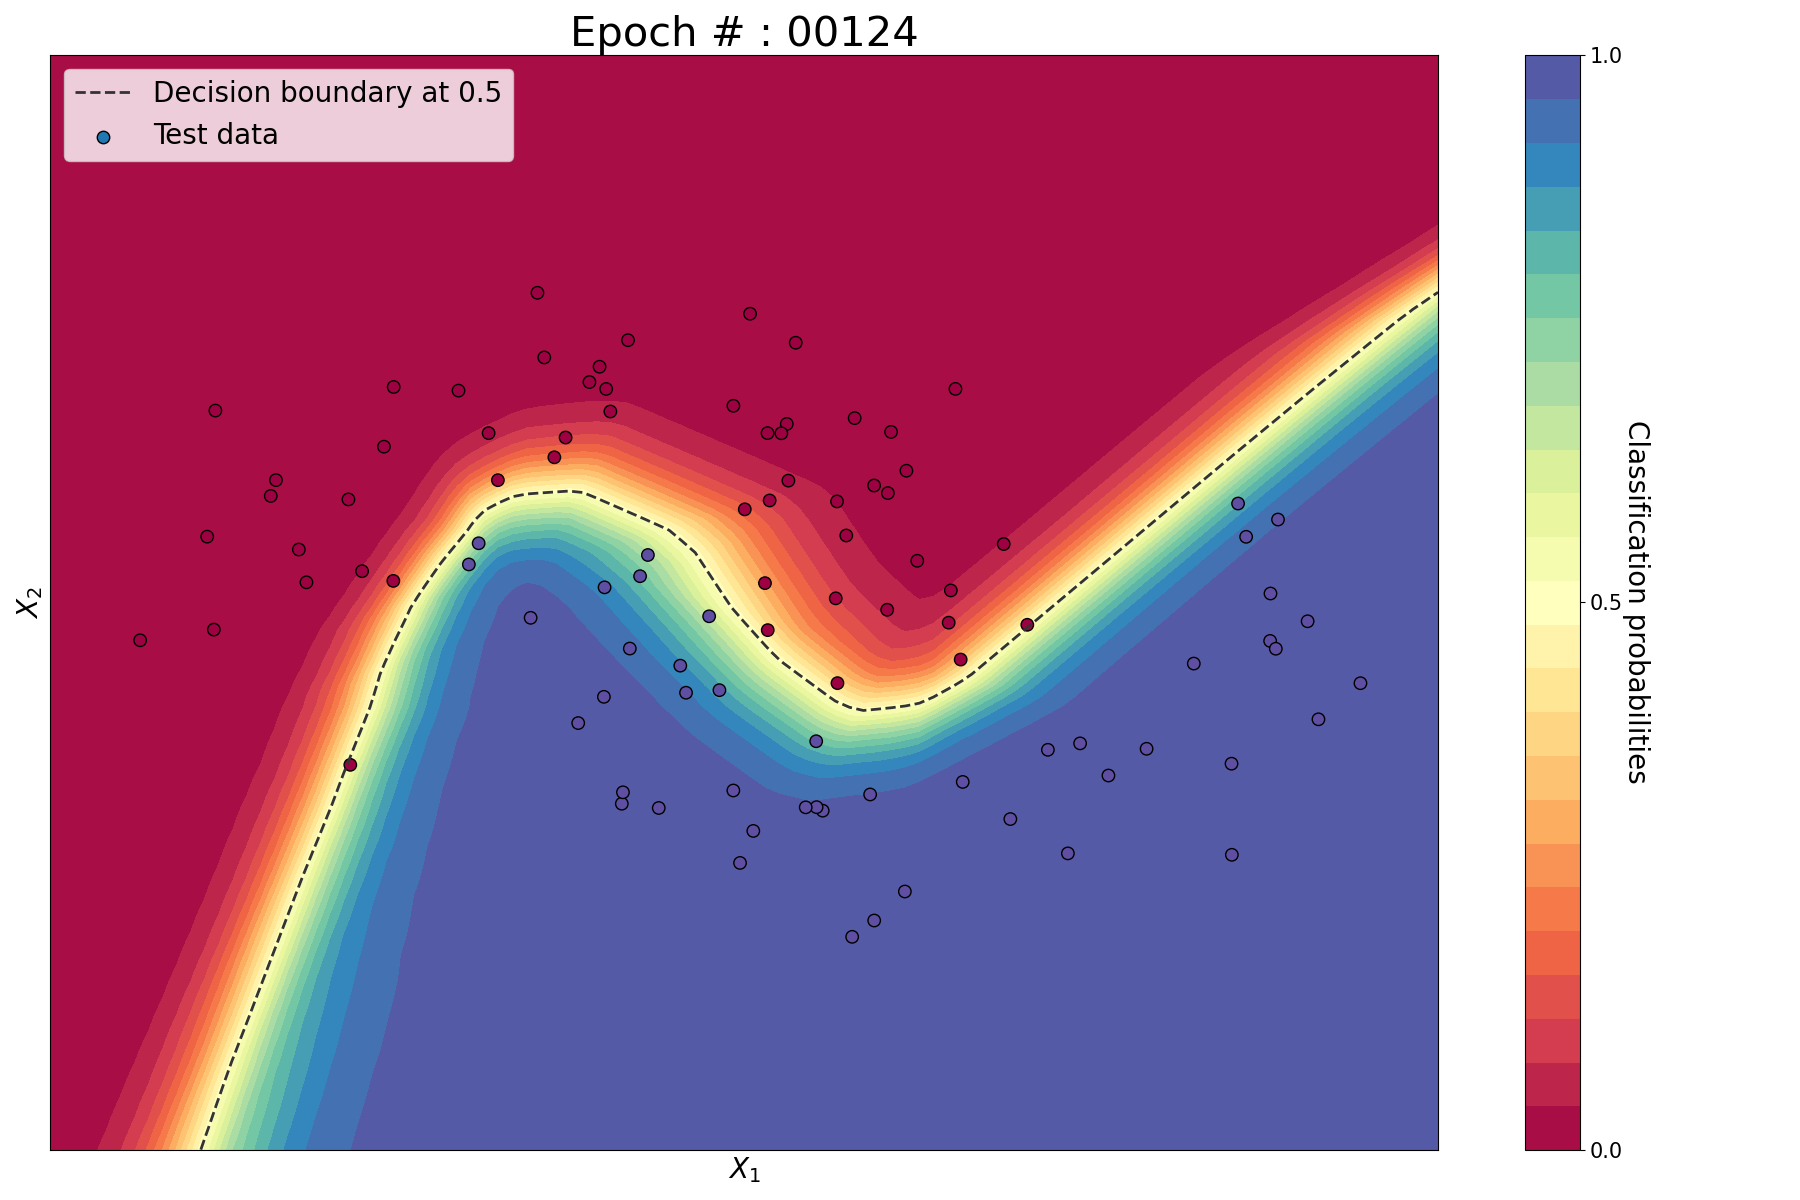 Epoch # : 00124
Decision boundary at 0.5
Test data
X₂
X₁
1.0
0.5
0.0
Classification probabilities